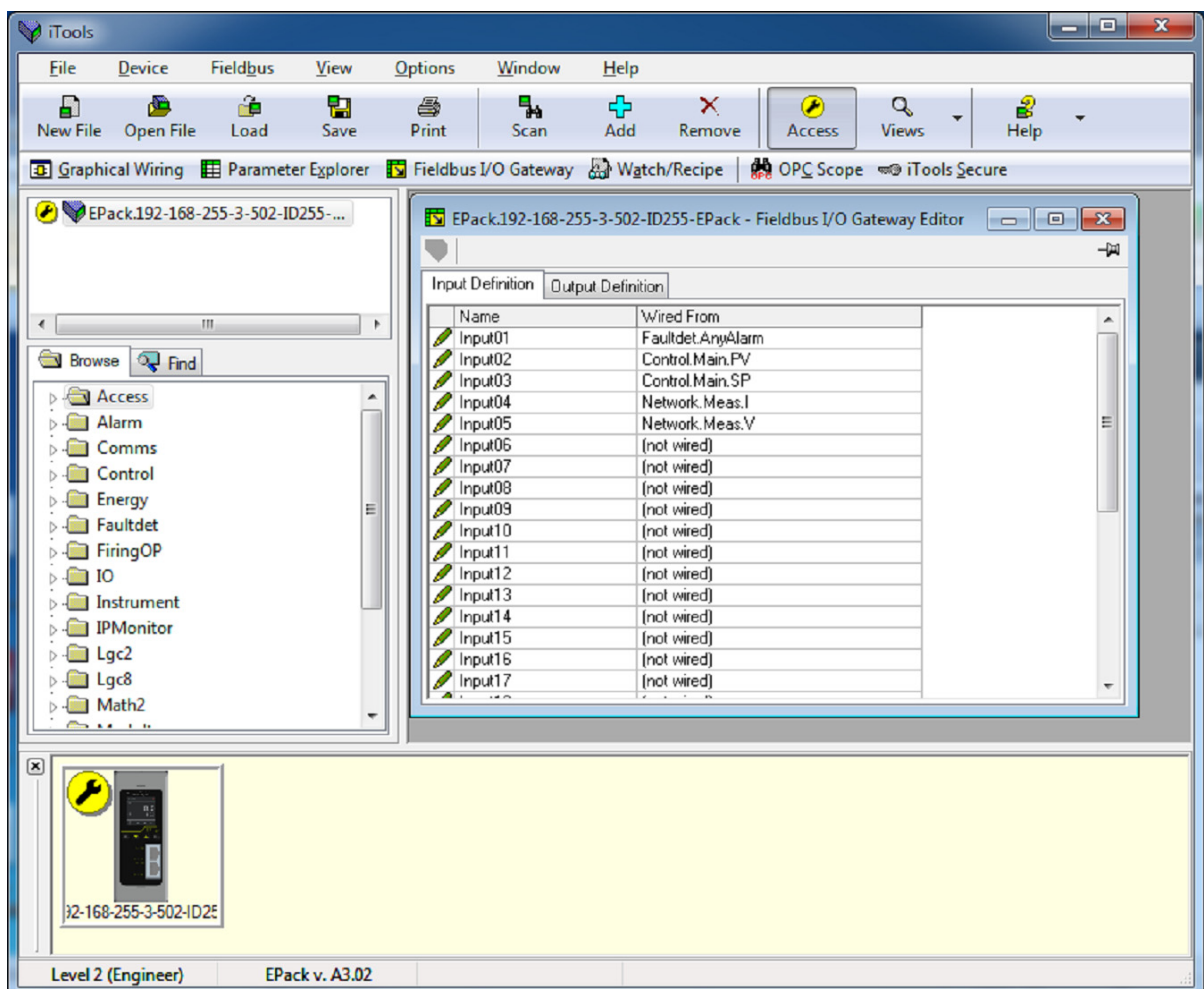 iTools
File Device Fieldbus View Options Window Help
New File Open File Load Save Print Scan Add Remove Access Views Help
Graphical Wiring Parameter Explorer Fieldbus I/O Gateway Watch/Recipe OPC Scope iTools Secure
EPack.192-168-255-3-502-ID255-...
Browse Find
Access
Alarm
Comms
Control
Energy
Faultdet
FiringOP
IO
Instrument
IPMonitor
Lgc2
Lgc8
Math2
EPack.192-168-255-3-502-ID255-EPack - Fieldbus I/O Gateway Editor
Input Definition Output Definition
Name Wired From
Input01 Faultdet.AnyAlarm
Input02 Control.Main.PV
Input03 Control.Main.SP
Input04 Network.Meas.I
Input05 Network.Meas.V
Input06 (not wired)
Input07 (not wired)
Input08 (not wired)
Input09 (not wired)
Input10 (not wired)
Input11 (not wired)
Input12 (not wired)
Input13 (not wired)
Input14 (not wired)
Input15 (not wired)
Input16 (not wired)
Input17 (not wired)
92-168-255-3-502-ID25
Level 2 (Engineer) EPack v. A3.02